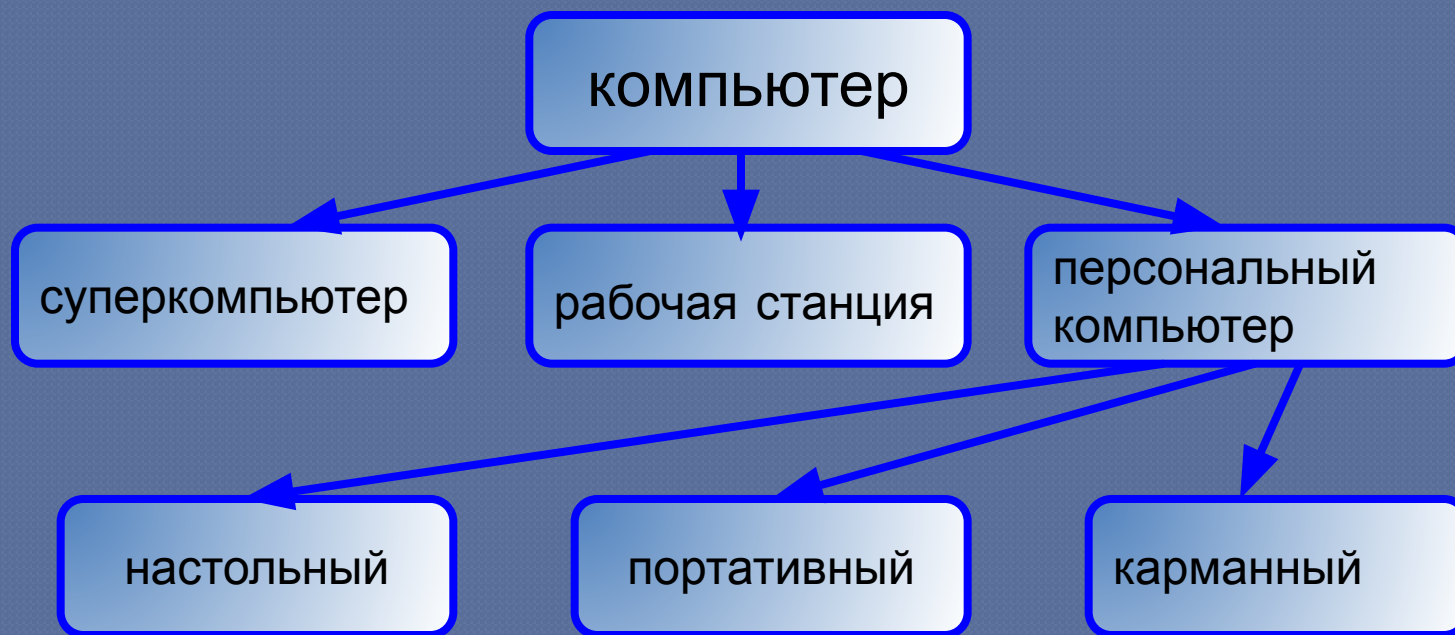 компьютер
суперкомпьютер
рабочая станция
персональный
компьютер
настольный
портативный
карманный